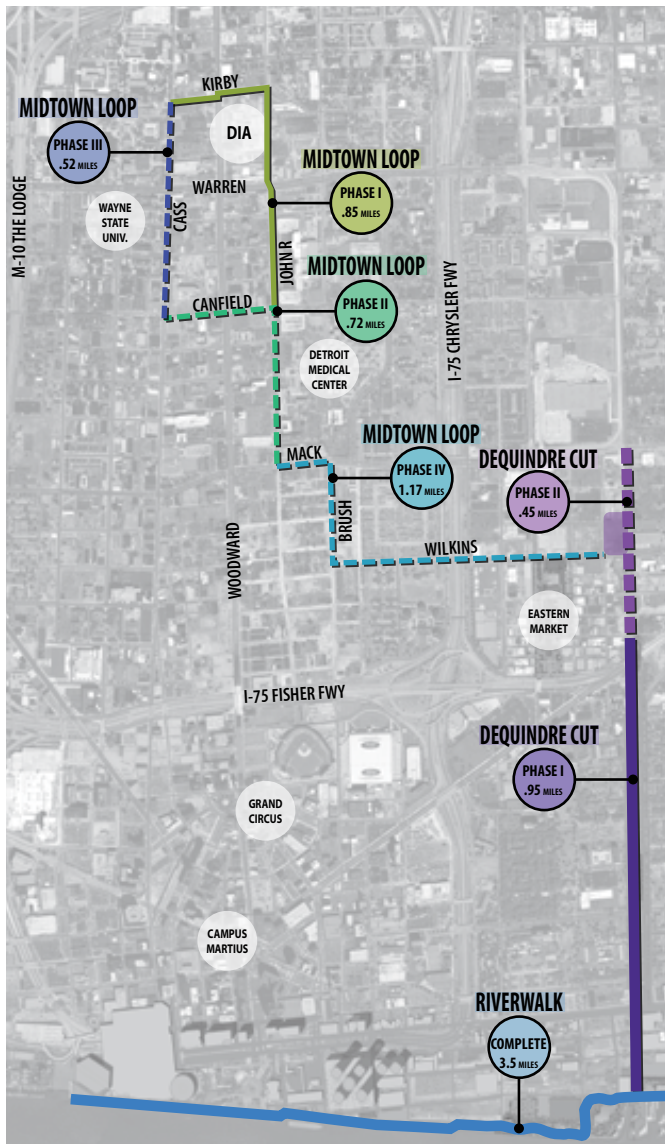 KIRBY
MIDTOWN LOOP
PHASE III
.52 MILES
DIA
MIDTOWN LOOP
PHASE I
.85 MILES
M-10 THE LODGE
WAYNE
STATE
UNIV.
CASS
WARREN
JOHN R
MIDTOWN LOOP
PHASE II
.72 MILES
CANFIELD
I-75 CHRYSLER FWY
DETROIT
MEDICAL
CENTER
MIDTOWN LOOP
PHASE IV
1.17 MILES
MACK
BRUSH
DEQUINDRE CUT
PHASE II
.45 MILES
WOODWARD
WILKINS
EASTERN
MARKET
I-75 FISHER FWY
DEQUINDRE CUT
PHASE I
.95 MILES
GRAND
CIRCUS
CAMPUS
MARTIUS
RIVERWALK
COMPLETE
3.5 MILES